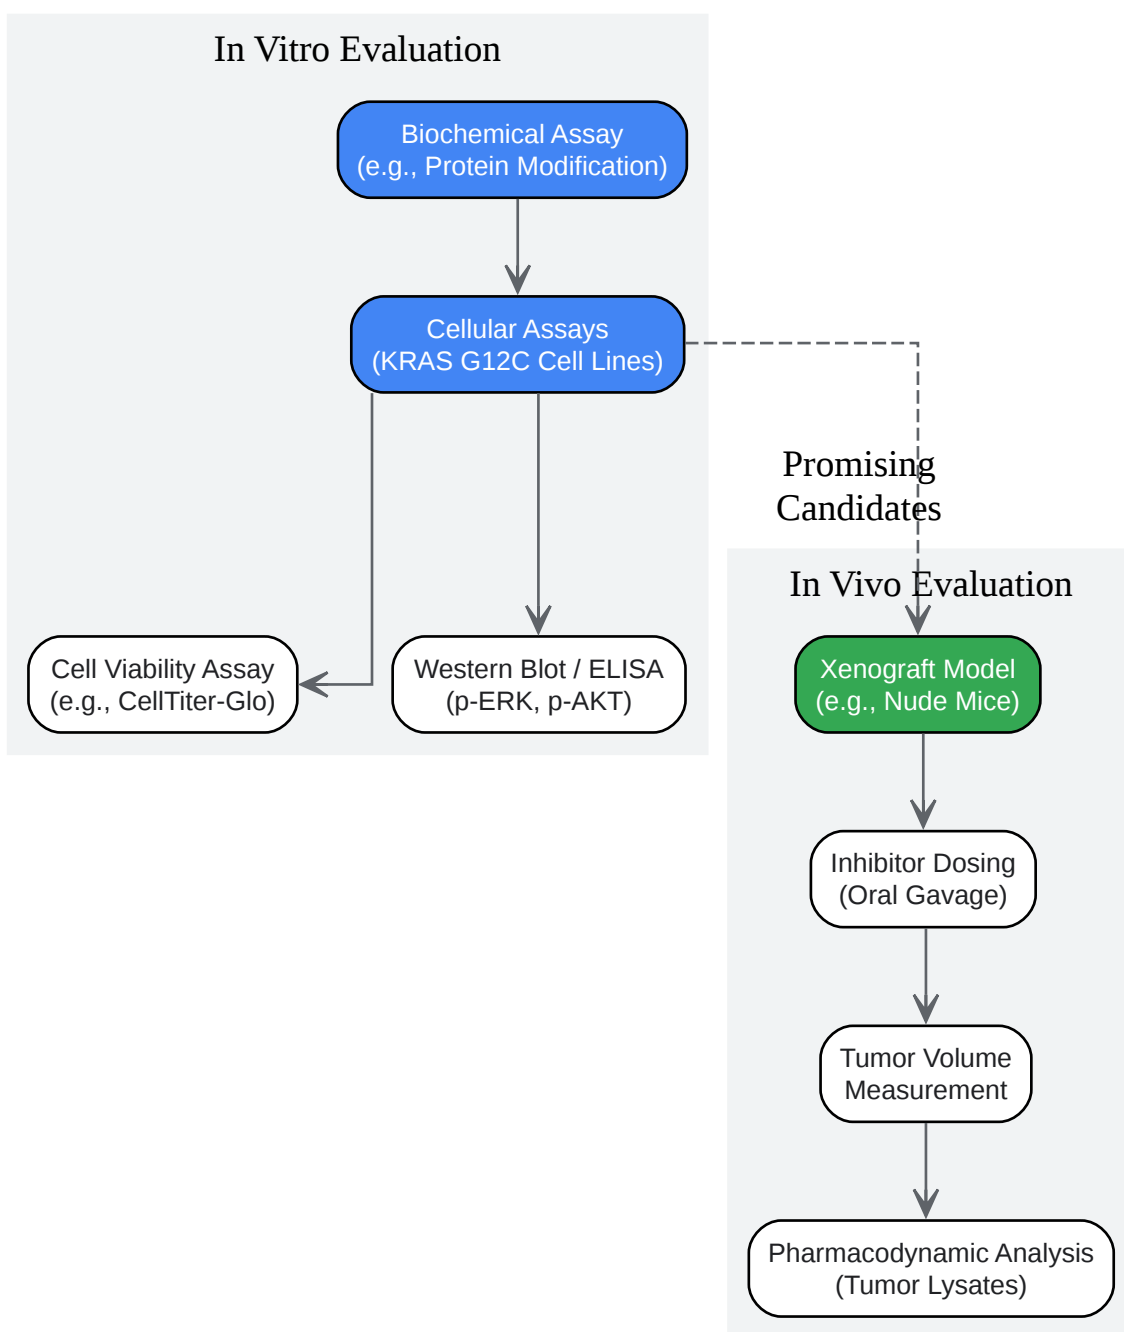 In Vitro Evaluation
Biochemical Assay
(e.g., Protein Modification)
Cellular Assays
(KRAS G12C Cell Lines)
Promising
Candidates
Cell Viability Assay
(e.g., CellTiter-Glo)
Western Blot / ELISA
(p-ERK, p-AKT)
In Vivo Evaluation
Xenograft Model
(e.g., Nude Mice)
Inhibitor Dosing
(Oral Gavage)
Tumor Volume
Measurement
Pharmacodynamic Analysis
(Tumor Lysates)